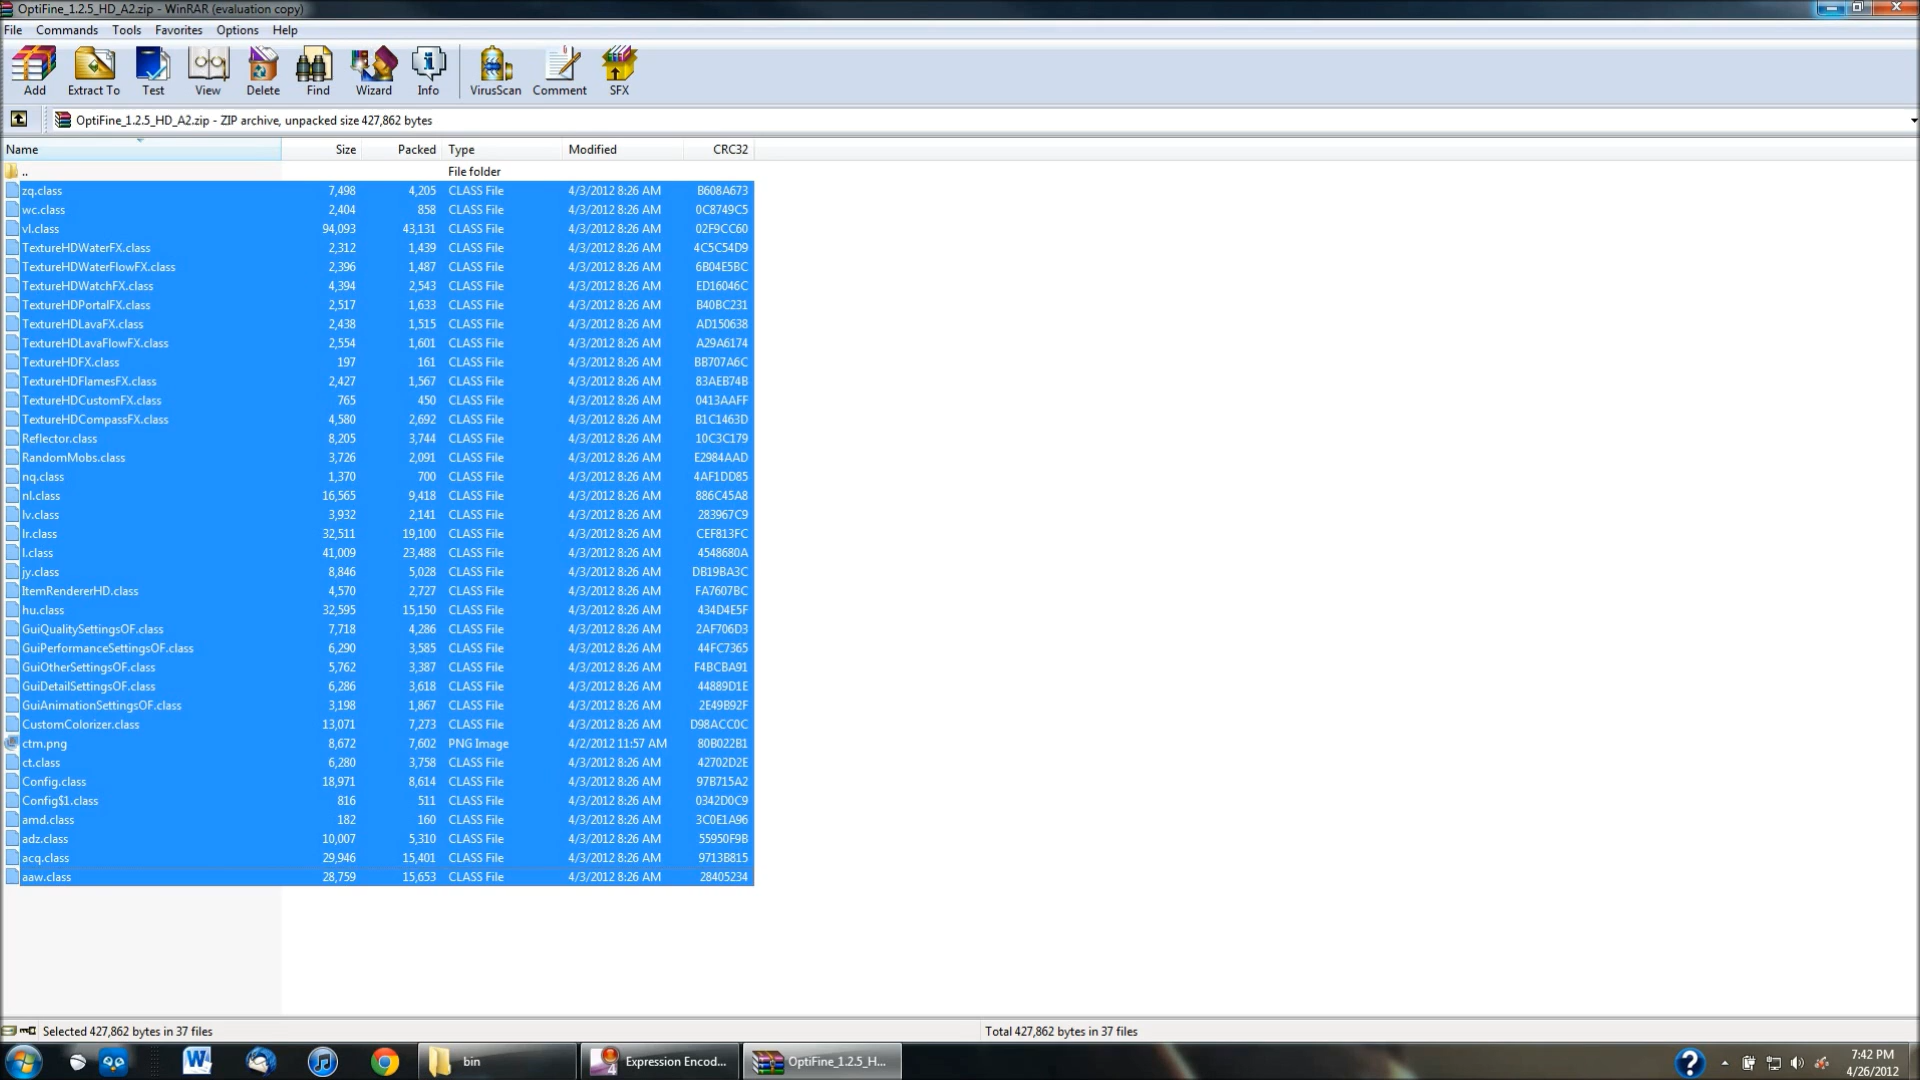 OptiFine_1.2.5_HD_A2.zip - WinRAR (evaluation copy)
File Commands Tools Favorites Options Help
Add Extract To Test View Delete Find Wizard Info VirusScan Comment SFX
OptiFine_1.2.5_HD_A2.zip - ZIP archive, unpacked size 427,862 bytes
Name Size Packed Type Modified CRC32
.. File folder
zq.class 7,498 4,205 CLASS File 4/3/2012 8:26 AM B608A673
wc.class 2,404 858 CLASS File 4/3/2012 8:26 AM 0C8749C5
vl.class 94,093 43,131 CLASS File 4/3/2012 8:26 AM 02F9CC60
TextureHDWaterFX.class 2,312 1,439 CLASS File 4/3/2012 8:26 AM 4C5C54D9
TextureHDWaterFlowFX.class 2,396 1,487 CLASS File 4/3/2012 8:26 AM 6B04E5BC
TextureHDWatchFX.class 4,394 2,543 CLASS File 4/3/2012 8:26 AM ED16046C
TextureHDPortalFX.class 2,517 1,633 CLASS File 4/3/2012 8:26 AM B40BC231
TextureHDLavaFX.class 2,438 1,515 CLASS File 4/3/2012 8:26 AM AD150638
TextureHDLavaFlowFX.class 2,554 1,601 CLASS File 4/3/2012 8:26 AM A29A6174
TextureHDFX.class 197 161 CLASS File 4/3/2012 8:26 AM BB707A6C
TextureHDFlamesFX.class 2,427 1,567 CLASS File 4/3/2012 8:26 AM 83AEB74B
TextureHDCustomFX.class 765 450 CLASS File 4/3/2012 8:26 AM 0413AAFF
TextureHDCompassFX.class 4,580 2,692 CLASS File 4/3/2012 8:26 AM B1C1463D
Reflector.class 8,205 3,744 CLASS File 4/3/2012 8:26 AM 10C3C179
RandomMobs.class 3,726 2,091 CLASS File 4/3/2012 8:26 AM E2984AAD
nq.class 1,370 700 CLASS File 4/3/2012 8:26 AM 4AF1DD85
nl.class 16,565 9,418 CLASS File 4/3/2012 8:26 AM 886C45A8
lv.class 3,932 2,141 CLASS File 4/3/2012 8:26 AM 283967C9
lr.class 32,511 19,100 CLASS File 4/3/2012 8:26 AM CEF813FC
l.class 41,009 23,488 CLASS File 4/3/2012 8:26 AM 4548680A
jy.class 8,846 5,028 CLASS File 4/3/2012 8:26 AM DB19BA3C
ItemRendererHD.class 4,570 2,727 CLASS File 4/3/2012 8:26 AM FA7607BC
hu.class 32,595 15,150 CLASS File 4/3/2012 8:26 AM 434D4E5F
GuiQualitySettingsOF.class 7,718 4,286 CLASS File 4/3/2012 8:26 AM 2AF706D3
GuiPerformanceSettingsOF.class 6,290 3,585 CLASS File 4/3/2012 8:26 AM 44FC7365
GuiOtherSettingsOF.class 5,762 3,387 CLASS File 4/3/2012 8:26 AM F4BCBA91
GuiDetailSettingsOF.class 6,286 3,618 CLASS File 4/3/2012 8:26 AM 44889D1E
GuiAnimationSettingsOF.class 3,198 1,867 CLASS File 4/3/2012 8:26 AM 2E49B92F
CustomColorizer.class 13,071 7,273 CLASS File 4/3/2012 8:26 AM D98ACC0C
ctm.png 8,672 7,602 PNG Image 4/2/2012 11:57 AM 80B022B1
ct.class 6,280 3,758 CLASS File 4/3/2012 8:26 AM 42702D2E
Config.class 18,971 8,614 CLASS File 4/3/2012 8:26 AM 97B715A2
Config$1.class 816 511 CLASS File 4/3/2012 8:26 AM 0342D0C9
amd.class 182 160 CLASS File 4/3/2012 8:26 AM 3C0E1A96
adz.class 10,007 5,310 CLASS File 4/3/2012 8:26 AM 55950F9B
acq.class 29,946 15,401 CLASS File 4/3/2012 8:26 AM 9713B815
aaw.class 28,759 15,653 CLASS File 4/3/2012 8:26 AM 28405234
Selected 427,862 bytes in 37 files Total 427,862 bytes in 37 files
bin Expression Encod... OptiFine_1.2.5_H... 7:42 PM
4/26/2012